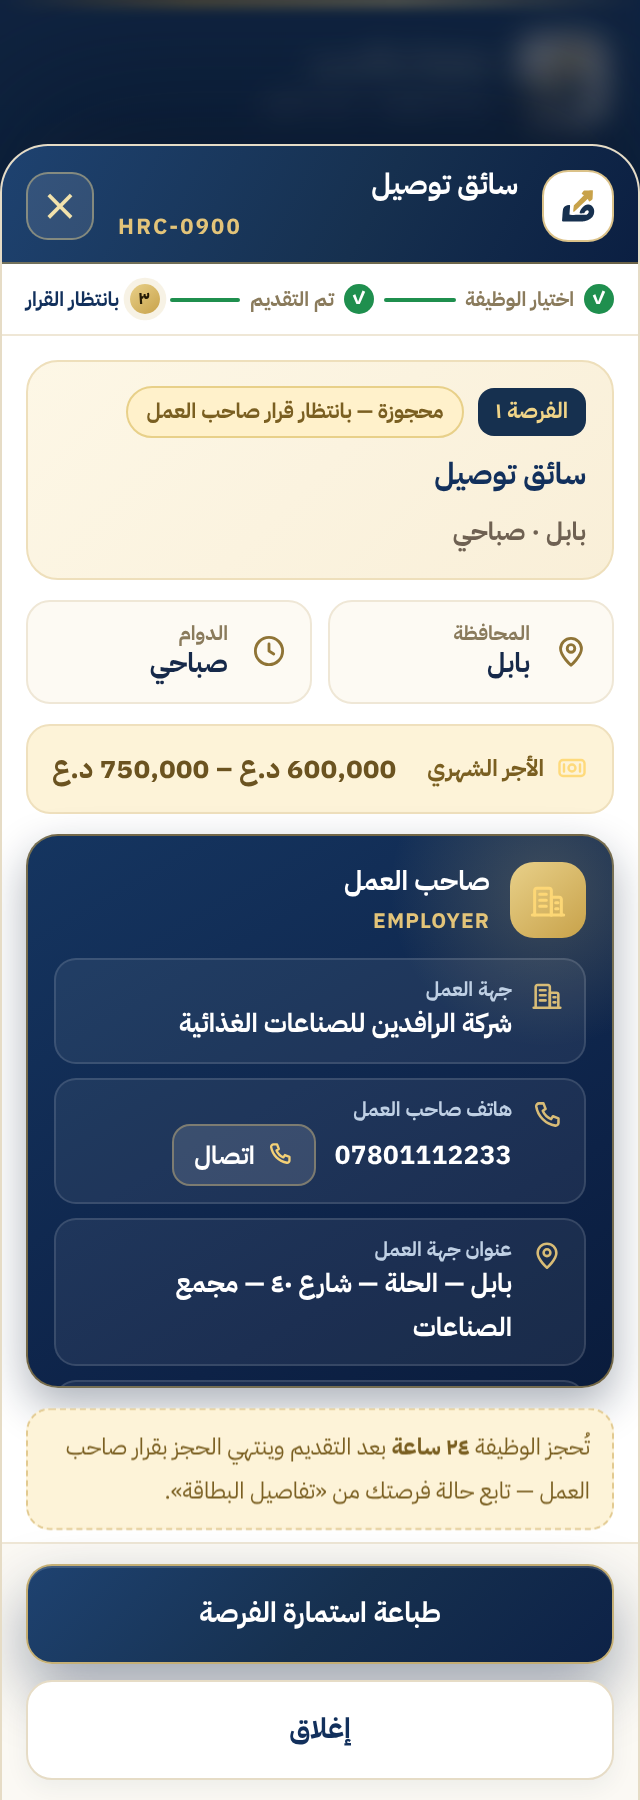 سائق توصيل
HRC-0900
اختيار الوظيفة
تم التقديم
٣ بانتظار القرار
الفرصة ١
محجوزة — بانتظار قرار صاحب العمل
سائق توصيل
بابل · صباحي
المحافظة
بابل
الدوام
صباحي
الأجر الشهري
600,000 د.ع – 750,000 د.ع
صاحب العمل
EMPLOYER
جهة العمل
شركة الرافدين للصناعات الغذائية
هاتف صاحب العمل
07801112233
اتصال
عنوان جهة العمل
بابل — الحلة — شارع ٤٠ — مجمع
الصناعات
تُحجز الوظيفة ٢٤ ساعة بعد التقديم وينتهي الحجز بقرار صاحب
العمل — تابع حالة فرصتك من «تفاصيل البطاقة».
طباعة استمارة الفرصة
إغلاق